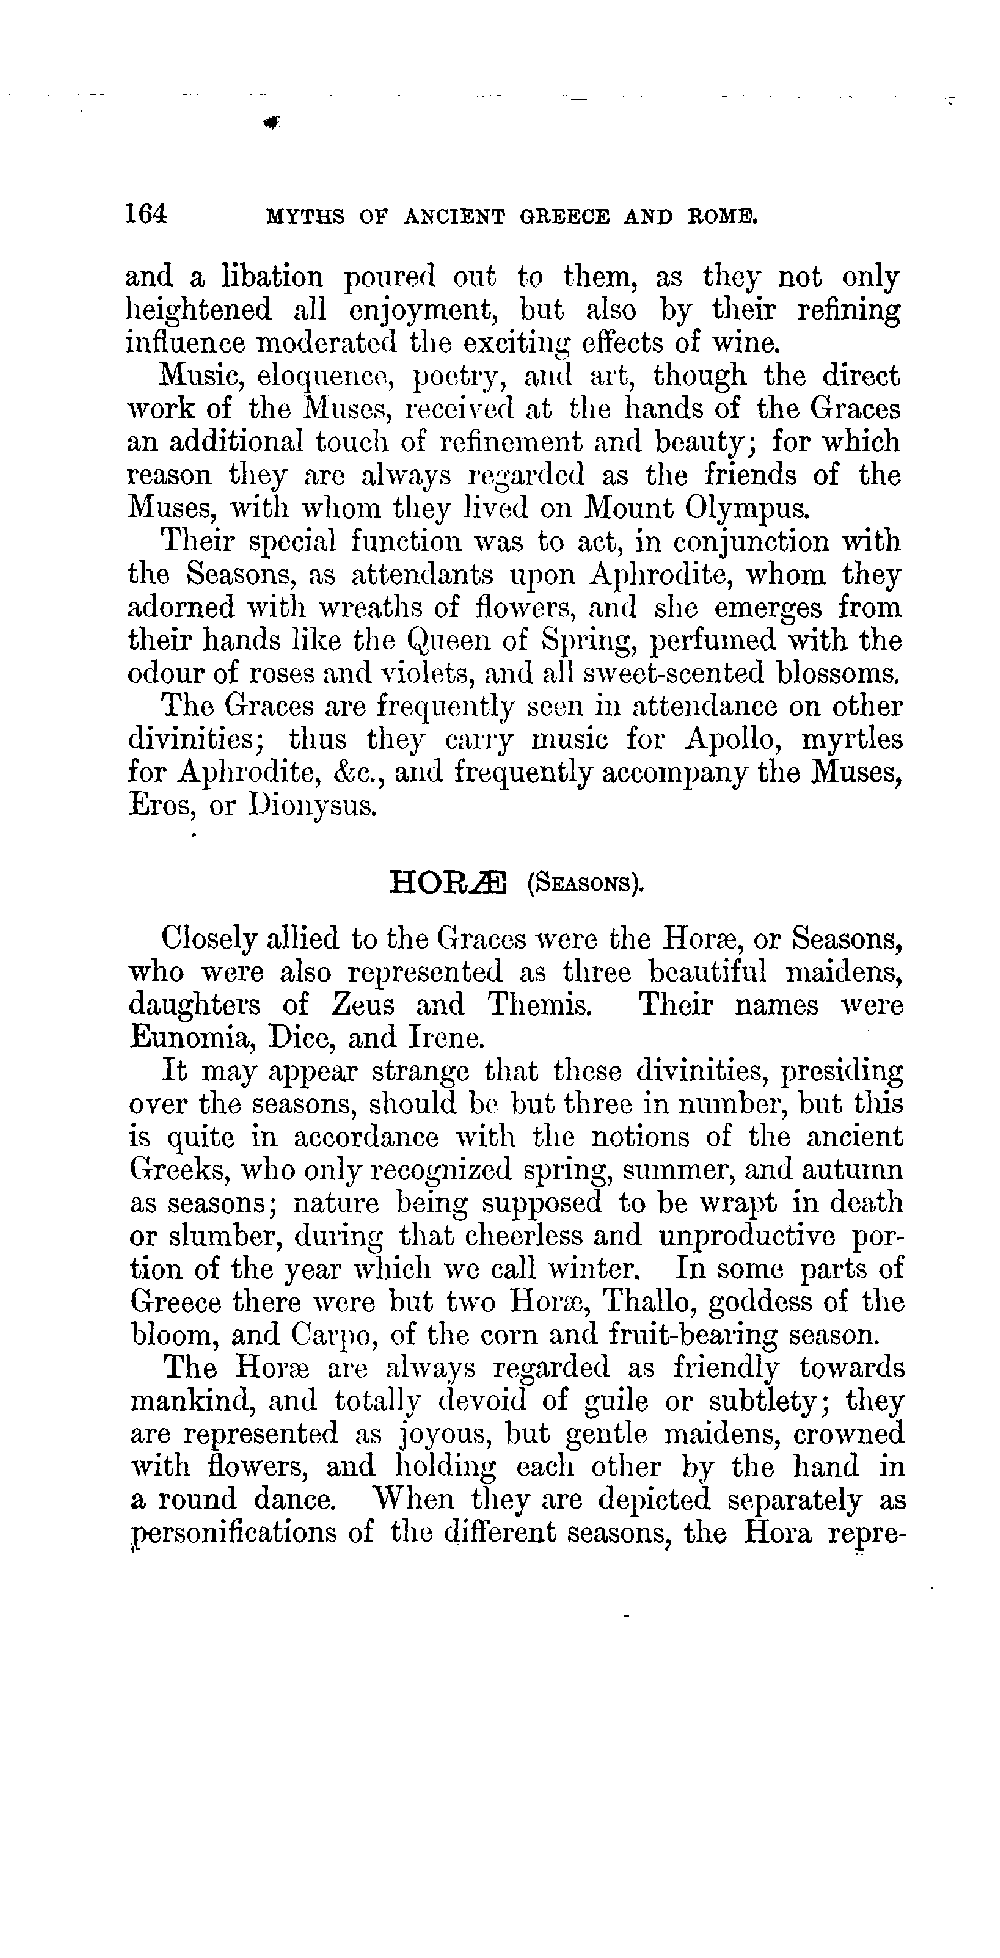 164 MYTHS OF ANCIENT GREECE AND ROME.
and a libation poured out to them, as they not only
heightened all enjoyment, but also by their refining
influence moderated the exciting effects of wine.
Music, eloquence, poetry, and art, though the direct
work of the Muses, received at the hands of the Graces
an additional touch of refinement and beauty; for which
reason they are always regarded as the friends of the
Muses, with whom they lived on Mount Olympus.
Their special function was to act, in conjunction with
the Seasons, as attendants upon Aphrodite, whom they
adorned with wreaths of flowers, and she emerges from
their hands like the Queen of Spring, perfumed with the
odour of roses and violets, and all sweet-scented blossoms.
The Graces are frequently seen in attendance on other
divinities; thus they carry music for Apollo, myrtles
for Aphrodite, &c., and frequently accompany the Muses,
Eros, or Dionysus.
HORÆ (SEASONS).
Closely allied to the Graces were the Horæ, or Seasons,
who were also represented as three beautiful maidens,
daughters of Zeus and Themis. Their names were
Eunomia, Dice, and Irene.
It may appear strange that these divinities, presiding
over the seasons, should be but three in number, but this
is quite in accordance with the notions of the ancient
Greeks, who only recognized spring, summer, and autumn
as seasons; nature being supposed to be wrapt in death
or slumber, during that cheerless and unproductive por-
tion of the year which we call winter. In some parts of
Greece there were but two Horæ, Thallo, goddess of the
bloom, and Carpo, of the corn and fruit-bearing season.
The Horæ are always regarded as friendly towards
mankind, and totally devoid of guile or subtlety; they
are represented as joyous, but gentle maidens, crowned
with flowers, and holding each other by the hand in
a round dance. When they are depicted separately as
personifications of the different seasons, the Hora repre-